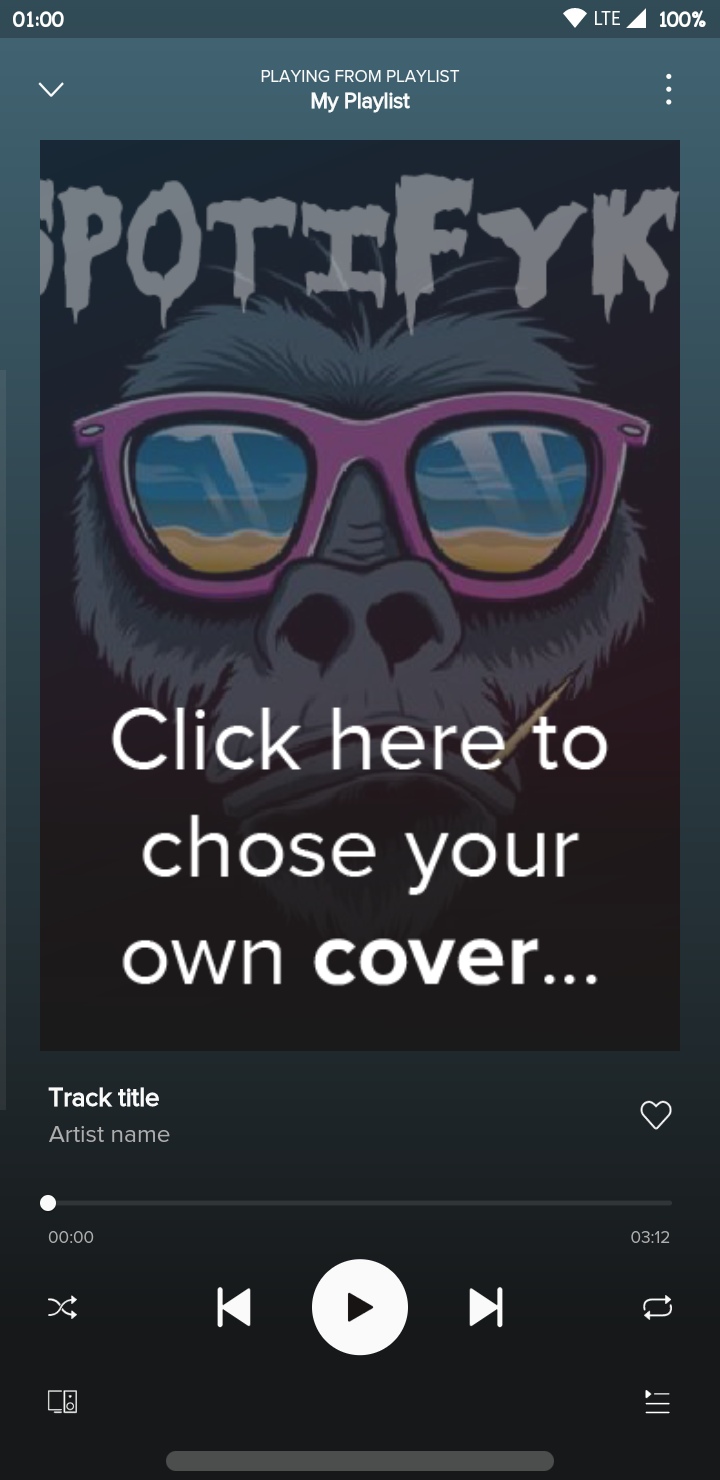 01:00 LTE 100%
PLAYING FROM PLAYLIST
My Playlist
SPOTIFYK
Click here to
chose your
own cover...
Track title
Artist name
00:00 03:12